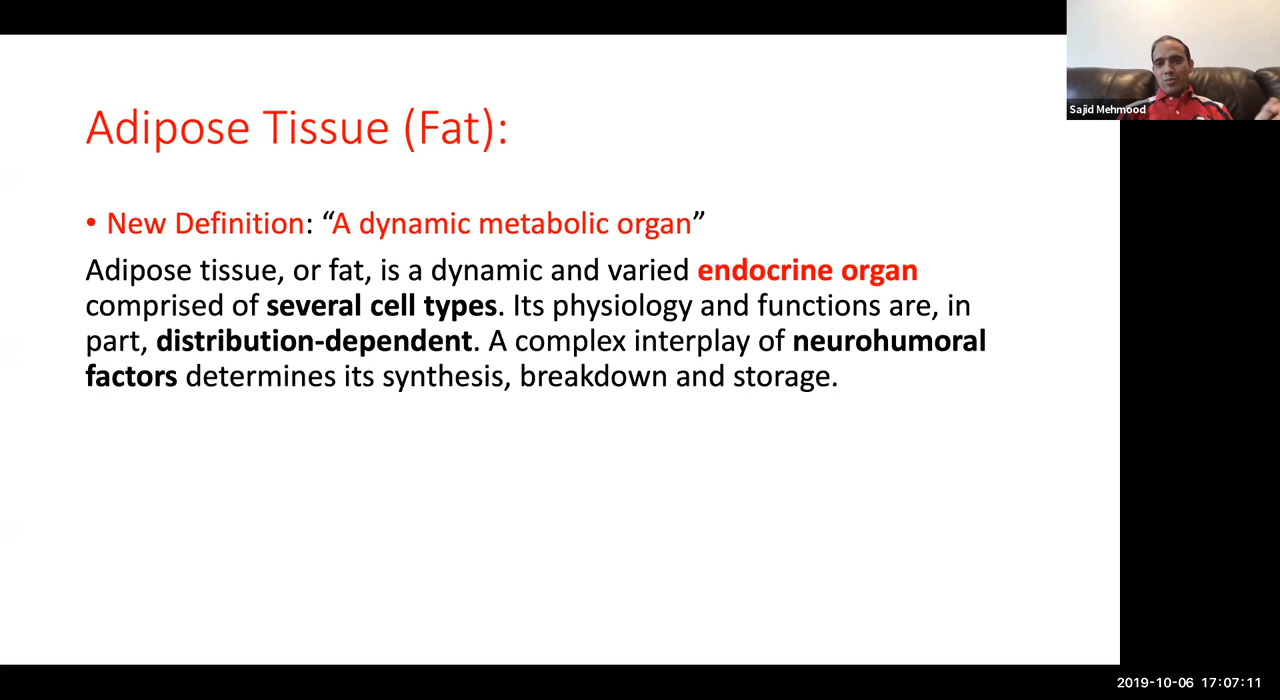 Sajid Mehmood
Adipose Tissue (Fat):
• New Definition: “A dynamic metabolic organ”
Adipose tissue, or fat, is a dynamic and varied endocrine organ
comprised of several cell types. Its physiology and functions are, in
part, distribution-dependent. A complex interplay of neurohumoral
factors determines its synthesis, breakdown and storage.
2019-10-06 17:07:11